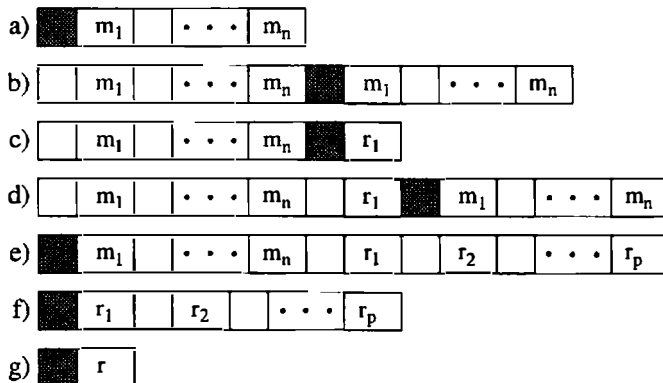 a) m₁ · · · mₙ
b) m₁ · · · mₙ m₁ · · · mₙ
c) m₁ · · · mₙ r₁
d) m₁ · · · mₙ r₁ m₁ · · · mₙ
e) m₁ · · · mₙ r₁ r₂ · · · rₚ
f) r₁ r₂ · · · rₚ
g) r